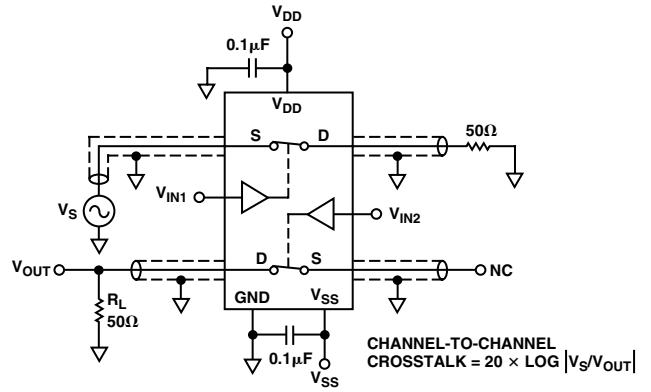 VDD
0.1µF
VDD
S D
50Ω
VS
VIN1
VIN2
VOUT
D S
NC
RL
50Ω
GND VSS
0.1µF
VSS
CHANNEL-TO-CHANNEL
CROSSTALK = 20 × LOG |VS/VOUT|